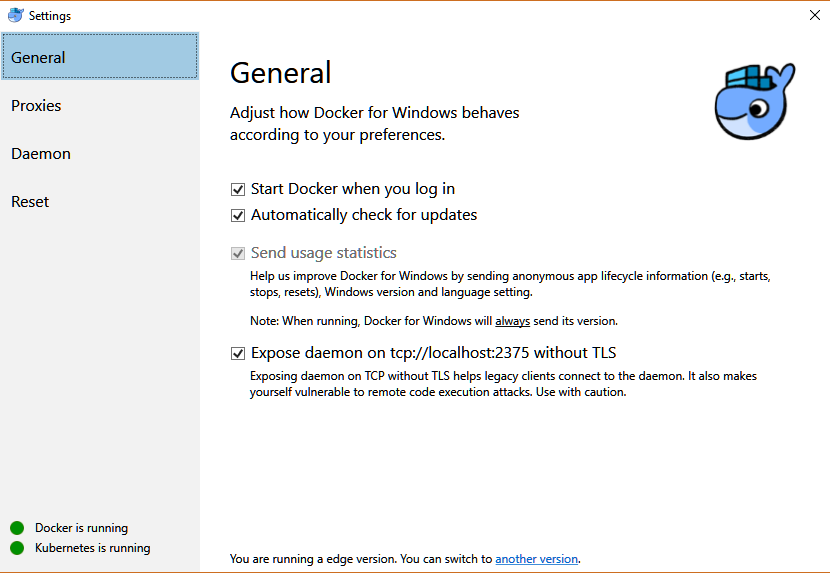 Settings
General
Proxies
Daemon
Reset
General
Adjust how Docker for Windows behaves
according to your preferences.
Start Docker when you log in
Automatically check for updates
Send usage statistics
Help us improve Docker for Windows by sending anonymous app lifecycle information (e.g., starts,
stops, resets), Windows version and language setting.
Note: When running, Docker for Windows will always send its version.
Expose daemon on tcp://localhost:2375 without TLS
Exposing daemon on TCP without TLS helps legacy clients connect to the daemon. It also makes
yourself vulnerable to remote code execution attacks. Use with caution.
Docker is running
Kubernetes is running
You are running a edge version. You can switch to another version.